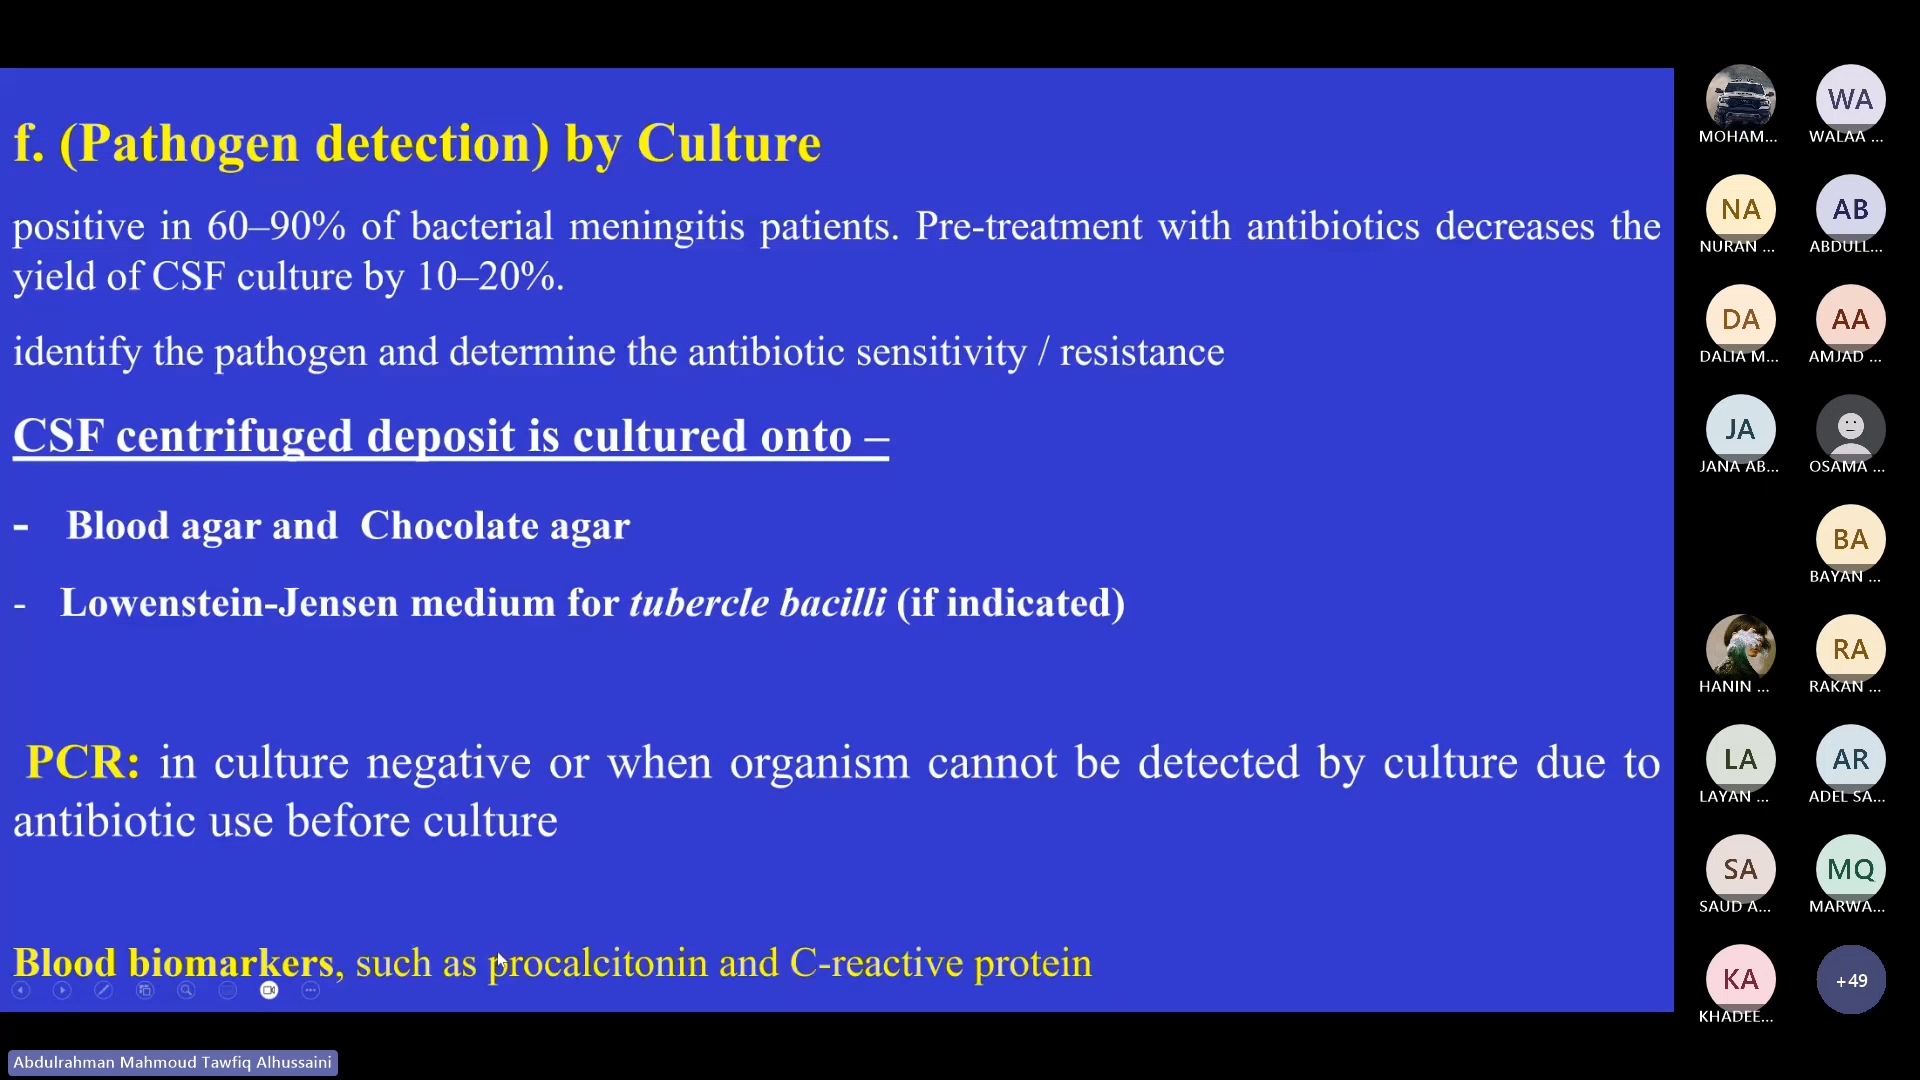 f. (Pathogen detection) by Culture
positive in 60–90% of bacterial meningitis patients. Pre-treatment with antibiotics decreases the
yield of CSF culture by 10–20%.
identify the pathogen and determine the antibiotic sensitivity / resistance
CSF centrifuged deposit is cultured onto –
- Blood agar and Chocolate agar
- Lowenstein-Jensen medium for tubercle bacilli (if indicated)
PCR: in culture negative or when organism cannot be detected by culture due to
antibiotic use before culture
Blood biomarkers, such as procalcitonin and C-reactive protein
Abdulrahman Mahmoud Tawfiq Alhussaini
MOHAM...
WA
WALAA ...
NA
NURAN ...
AB
ABDULL...
DA
DALIA M...
AA
AMJAD ...
JA
JANA AB...
OSAMA ...
BA
BAYAN ...
HANIN ...
RA
RAKAN ...
LA
LAYAN ...
AR
ADEL SA...
SA
SAUD A...
MQ
MARWA...
KA
KHADEE...
+49